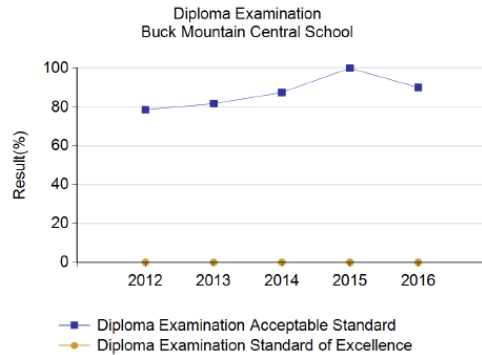 Diploma Examination
Buck Mountain Central School
Result(%)
100
80
60
40
20
0
2012 2013 2014 2015 2016
Diploma Examination Acceptable Standard
Diploma Examination Standard of Excellence